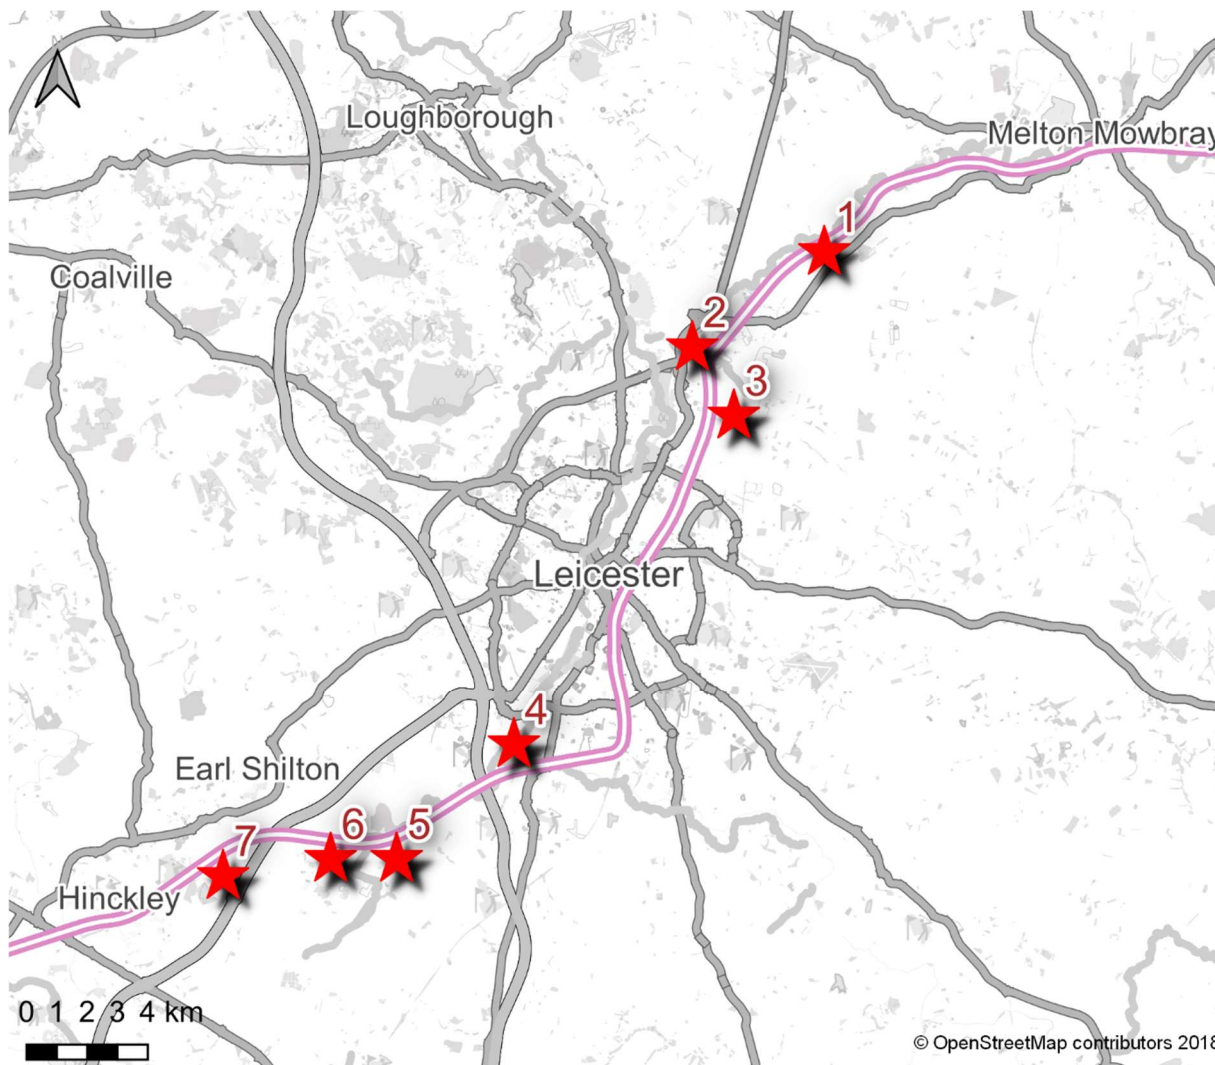 N
Loughborough
Melton Mowbray
1
Coalville
2
3
Leicester
4
Earl Shilton
5
6
7
Hinckley
0 1 2 3 4 km
© OpenStreetMap contributors 2018